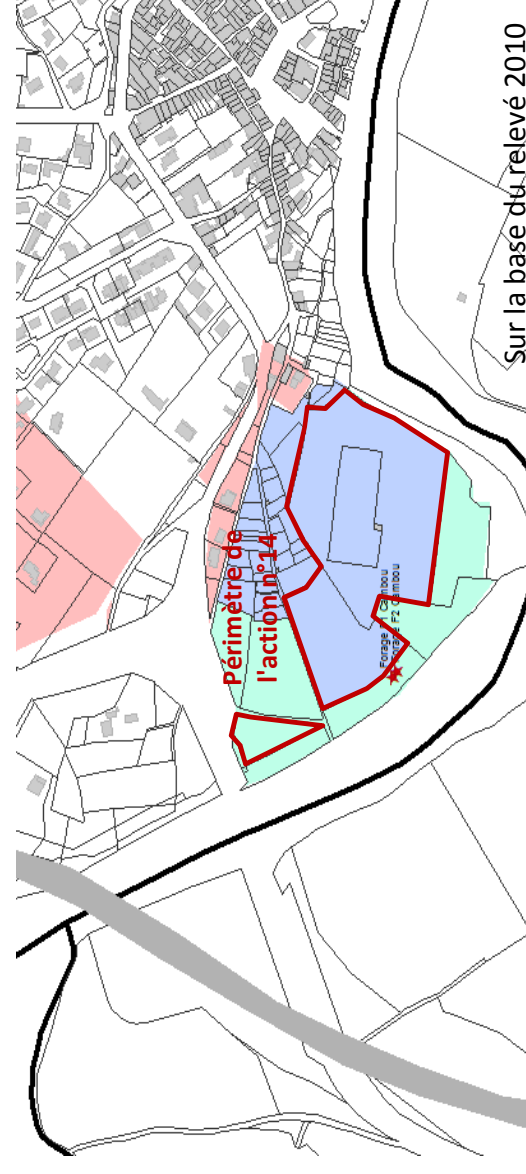 Périmètre de
l'action n°14
Forage F1 Cambou
Forage F2 Cambou
Sur la base du relevé 2010